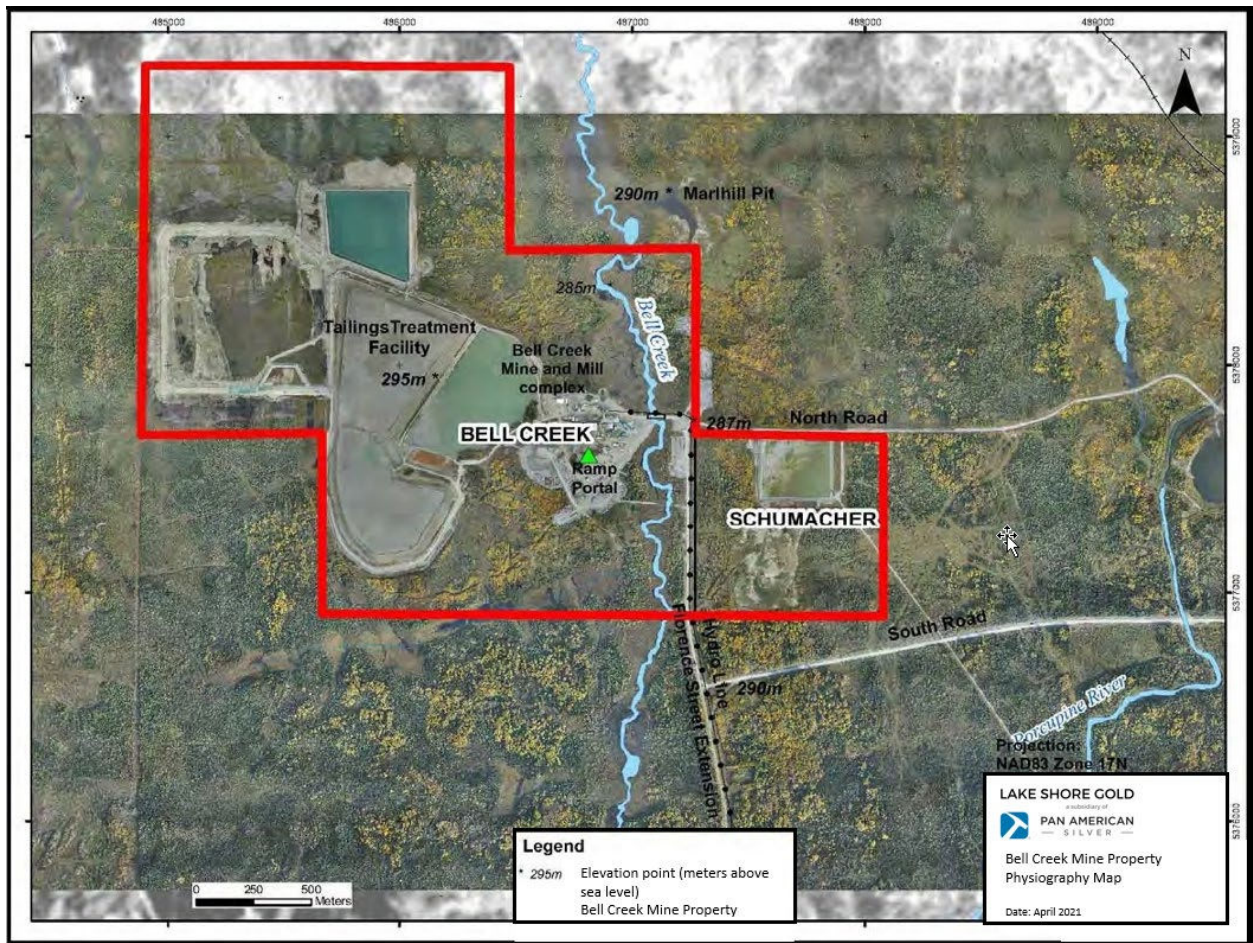 485000 486000 487000 488000 489000
N
5379000
290m * Marlhill Pit
285m
Bell Creek
Tailings Treatment
Facility
295m *
Bell Creek
Mine and Mill
complex
5378000
North Road
287m
BELL CREEK
Ramp
Portal
SCHUMACHER
5377000
South Road
Hydro Line
Florence Street Extension
290m
Porcupine River
Projection:
NAD83 Zone 17N
5376000
LAKE SHORE GOLD
a subsidiary of
PAN AMERICAN
SILVER
Bell Creek Mine Property
Physiography Map
Date: April 2021
Legend
* 295m Elevation point (meters above
sea level)
Bell Creek Mine Property
0 250 500
Meters